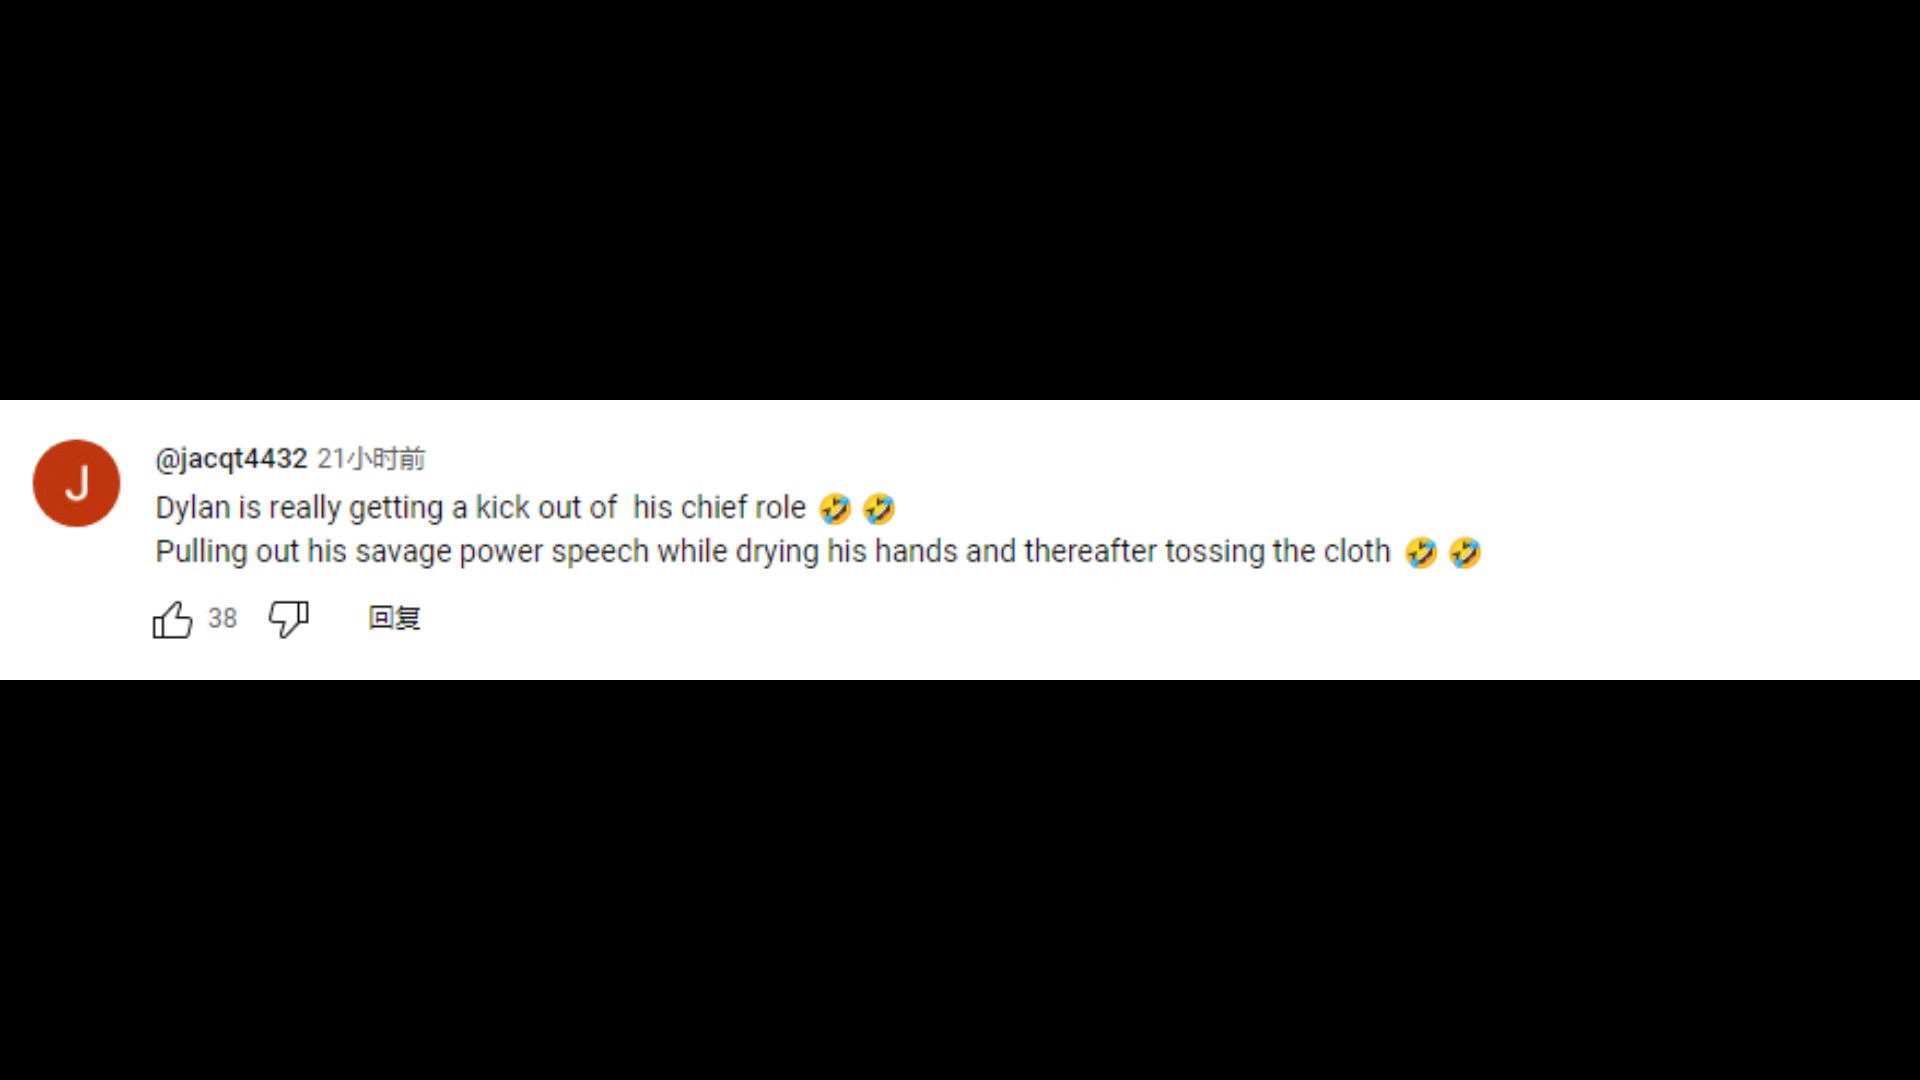 J
@jacqt4432 21小时前
Dylan is really getting a kick out of  his chief role 🤣 🤣
Pulling out his savage power speech while drying his hands and thereafter tossing the cloth 🤣 🤣
38 回复